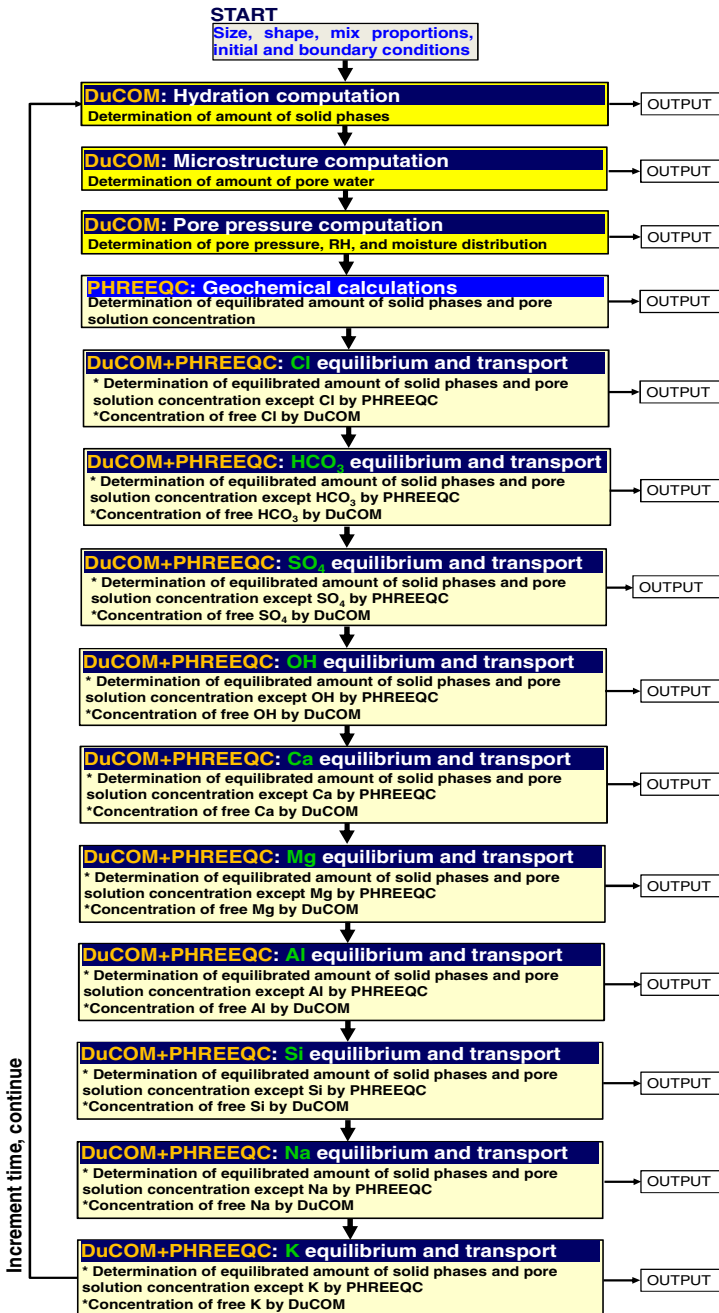 START
Size, shape, mix proportions,
initial and boundary conditions
DuCOM: Hydration computation
Determination of amount of solid phases
OUTPUT
DuCOM: Microstructure computation
Determination of amount of pore water
OUTPUT
DuCOM: Pore pressure computation
Determination of pore pressure, RH, and moisture distribution
OUTPUT
PHREEQC: Geochemical calculations
Determination of equilibrated amount of solid phases and pore
solution concentration
OUTPUT
DuCOM+PHREEQC: Cl equilibrium and transport
* Determination of equilibrated amount of solid phases and pore
solution concentration except Cl by PHREEQC
*Concentration of free Cl by DuCOM
OUTPUT
DuCOM+PHREEQC: HCO₃ equilibrium and transport
* Determination of equilibrated amount of solid phases and pore
solution concentration except HCO₃ by PHREEQC
*Concentration of free HCO₃ by DuCOM
OUTPUT
DuCOM+PHREEQC: SO₄ equilibrium and transport
* Determination of equilibrated amount of solid phases and pore
solution concentration except SO₄ by PHREEQC
*Concentration of free SO₄ by DuCOM
OUTPUT
DuCOM+PHREEQC: OH equilibrium and transport
* Determination of equilibrated amount of solid phases and pore
solution concentration except OH by PHREEQC
*Concentration of free OH by DuCOM
OUTPUT
DuCOM+PHREEQC: Ca equilibrium and transport
* Determination of equilibrated amount of solid phases and pore
solution concentration except Ca by PHREEQC
*Concentration of free Ca by DuCOM
OUTPUT
DuCOM+PHREEQC: Mg equilibrium and transport
* Determination of equilibrated amount of solid phases and pore
solution concentration except Mg by PHREEQC
*Concentration of free Mg by DuCOM
OUTPUT
DuCOM+PHREEQC: Al equilibrium and transport
* Determination of equilibrated amount of solid phases and pore
solution concentration except Al by PHREEQC
*Concentration of free Al by DuCOM
OUTPUT
DuCOM+PHREEQC: Si equilibrium and transport
* Determination of equilibrated amount of solid phases and pore
solution concentration except Si by PHREEQC
*Concentration of free Si by DuCOM
OUTPUT
DuCOM+PHREEQC: Na equilibrium and transport
* Determination of equilibrated amount of solid phases and pore
solution concentration except Na by PHREEQC
*Concentration of free Na by DuCOM
OUTPUT
DuCOM+PHREEQC: K equilibrium and transport
* Determination of equilibrated amount of solid phases and pore
solution concentration except K by PHREEQC
*Concentration of free K by DuCOM
OUTPUT
Increment time, continue